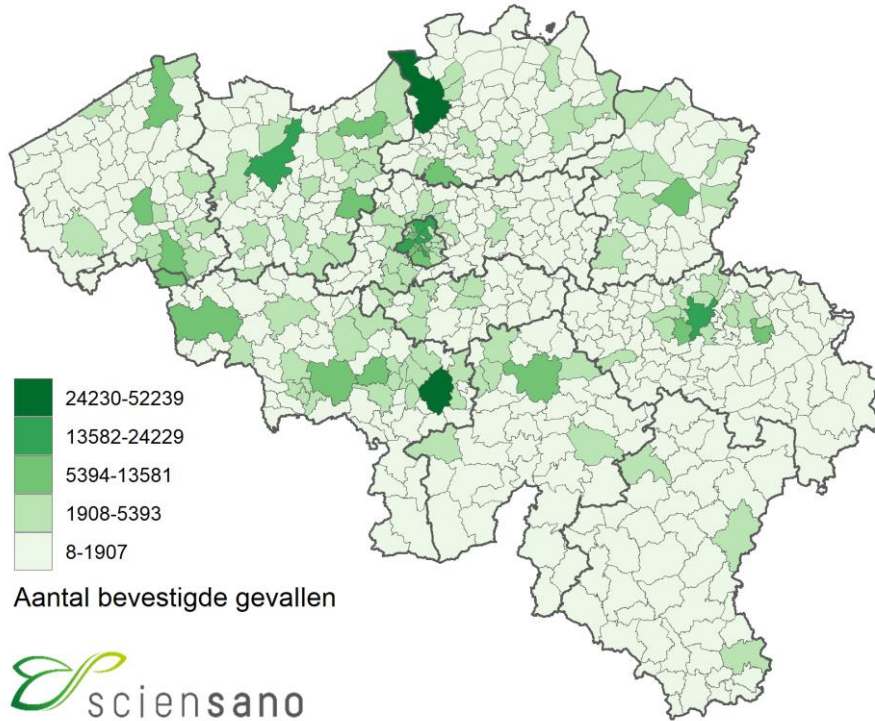 24230-52239
13582-24229
5394-13581
1908-5393
8-1907
Aantal bevestigde gevallen
sciensano